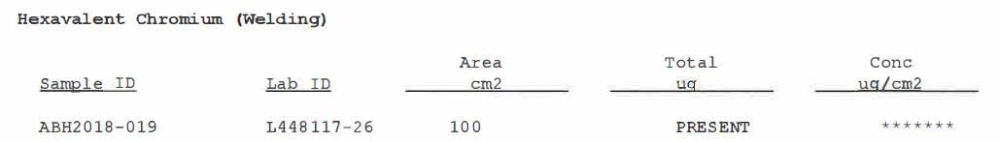 Hexavalent Chromium (Welding)
Area Total Conc
Sample ID Lab ID cm2 ug ug/cm2
ABH2018-019 L448117-26 100 PRESENT *******